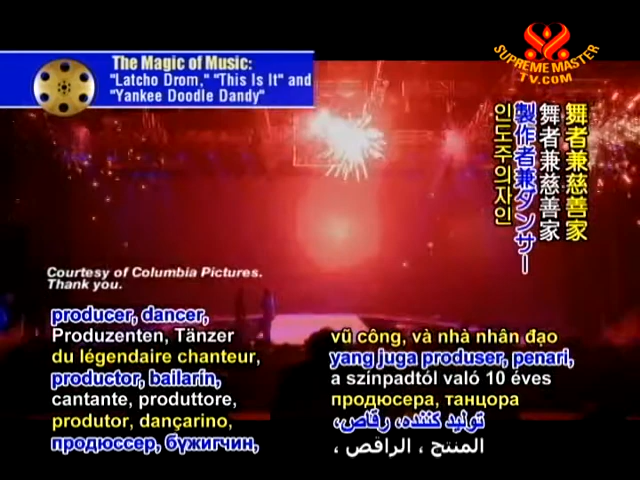 The Magic of Music:
"Latcho Drom," "This Is It" and
"Yankee Doodle Dandy"
SUPREME MASTER
TV.COM
舞者兼慈善家
舞者兼慈善家
製作者兼ダンサー
인도주의자인
Courtesy of Columbia Pictures.
Thank you.
producer, dancer,
Produzenten, Tänzer
du légendaire chanteur,
productor, bailarín,
cantante, produttore,
produtor, dançarino,
продюссер, бүжигчин,
vũ công, và nhà nhân đạo
yang juga produser, penari,
a színpadtól való 10 éves
продюсера, танцора
تولید کننده، رقاص،
المنتج ، الراقص ،